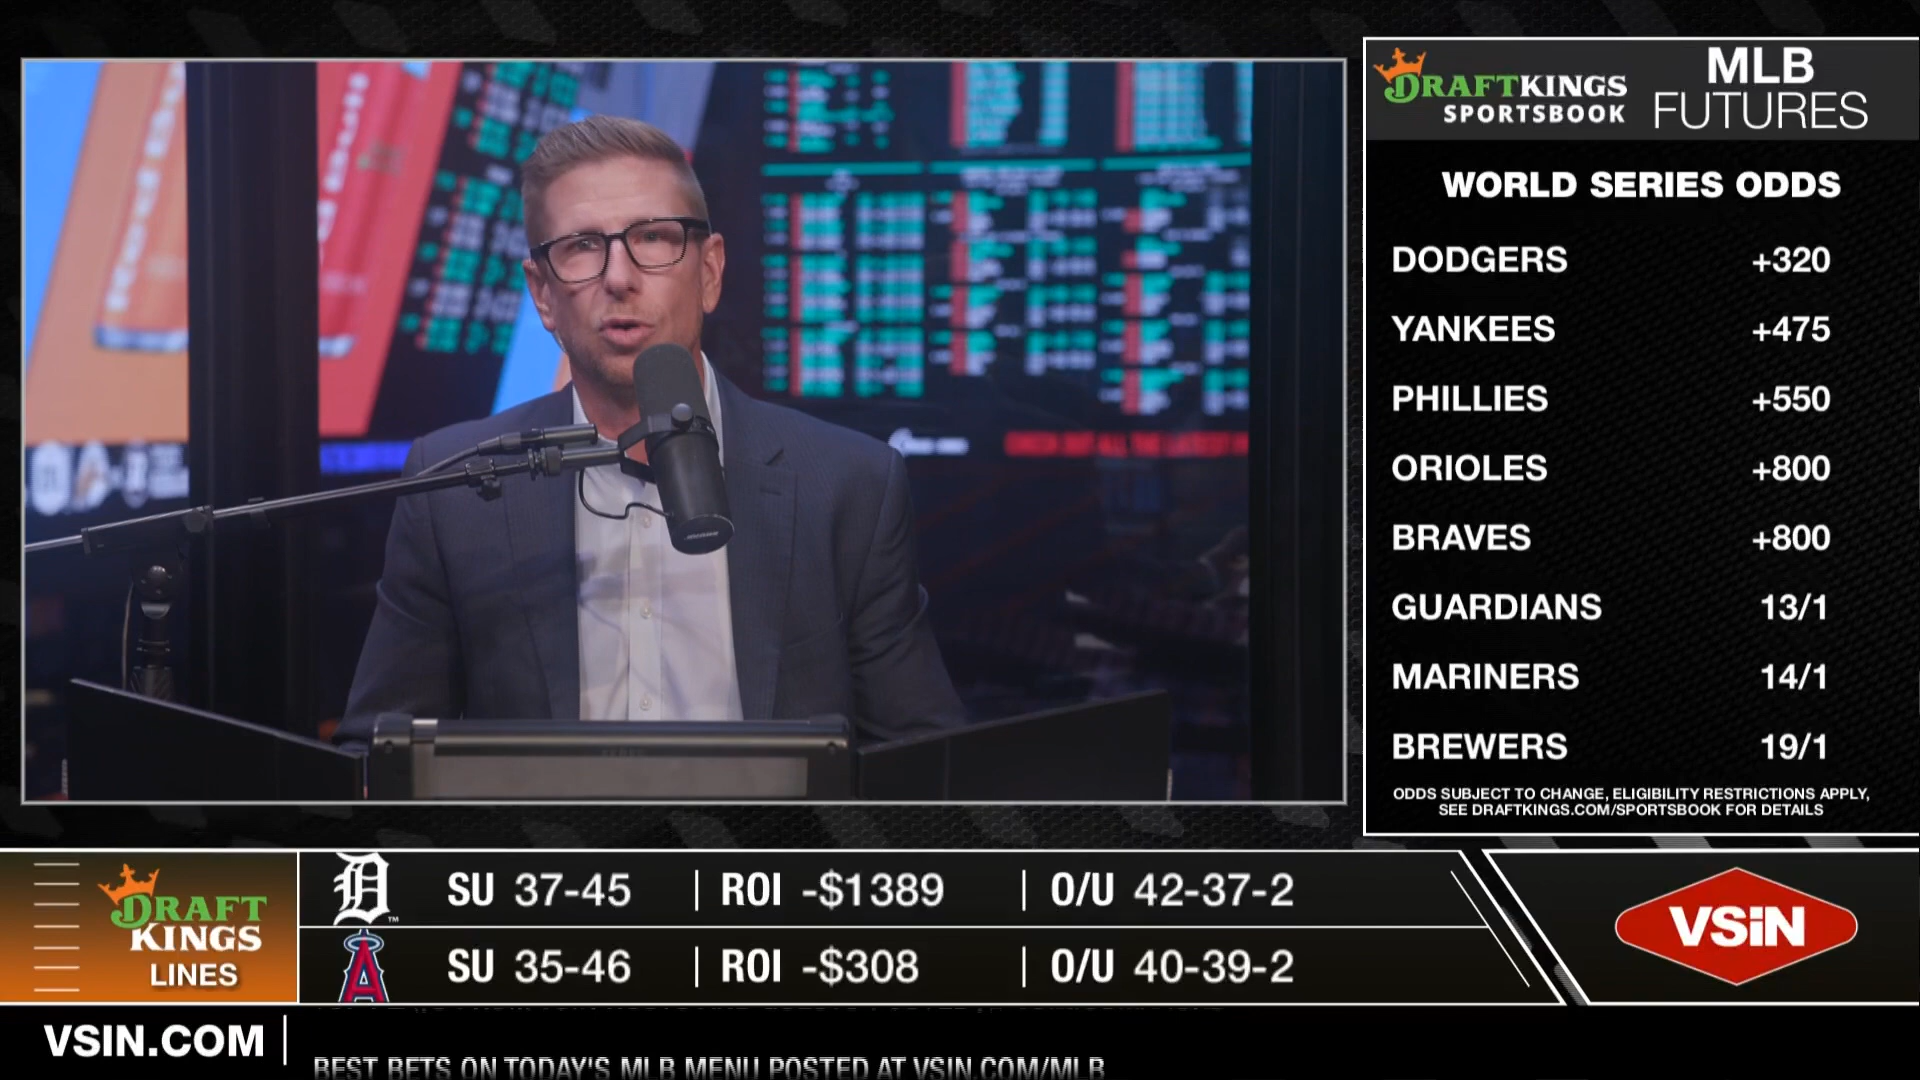 DRAFTKINGS
SPORTSBOOK
MLB
FUTURES
WORLD SERIES ODDS
DODGERS +320
YANKEES +475
PHILLIES +550
ORIOLES +800
BRAVES +800
GUARDIANS 13/1
MARINERS 14/1
BREWERS 19/1
ODDS SUBJECT TO CHANGE, ELIGIBILITY RESTRICTIONS APPLY,
SEE DRAFTKINGS.COM/SPORTSBOOK FOR DETAILS
DRAFT
KINGS
LINES
D™ SU 37-45 | ROI -$1389 | O/U 42-37-2
A SU 35-46 | ROI -$308 | O/U 40-39-2
VSiN
VSIN.COM
BEST BETS ON TODAY'S MLB MENU POSTED AT VSIN.COM/MLB